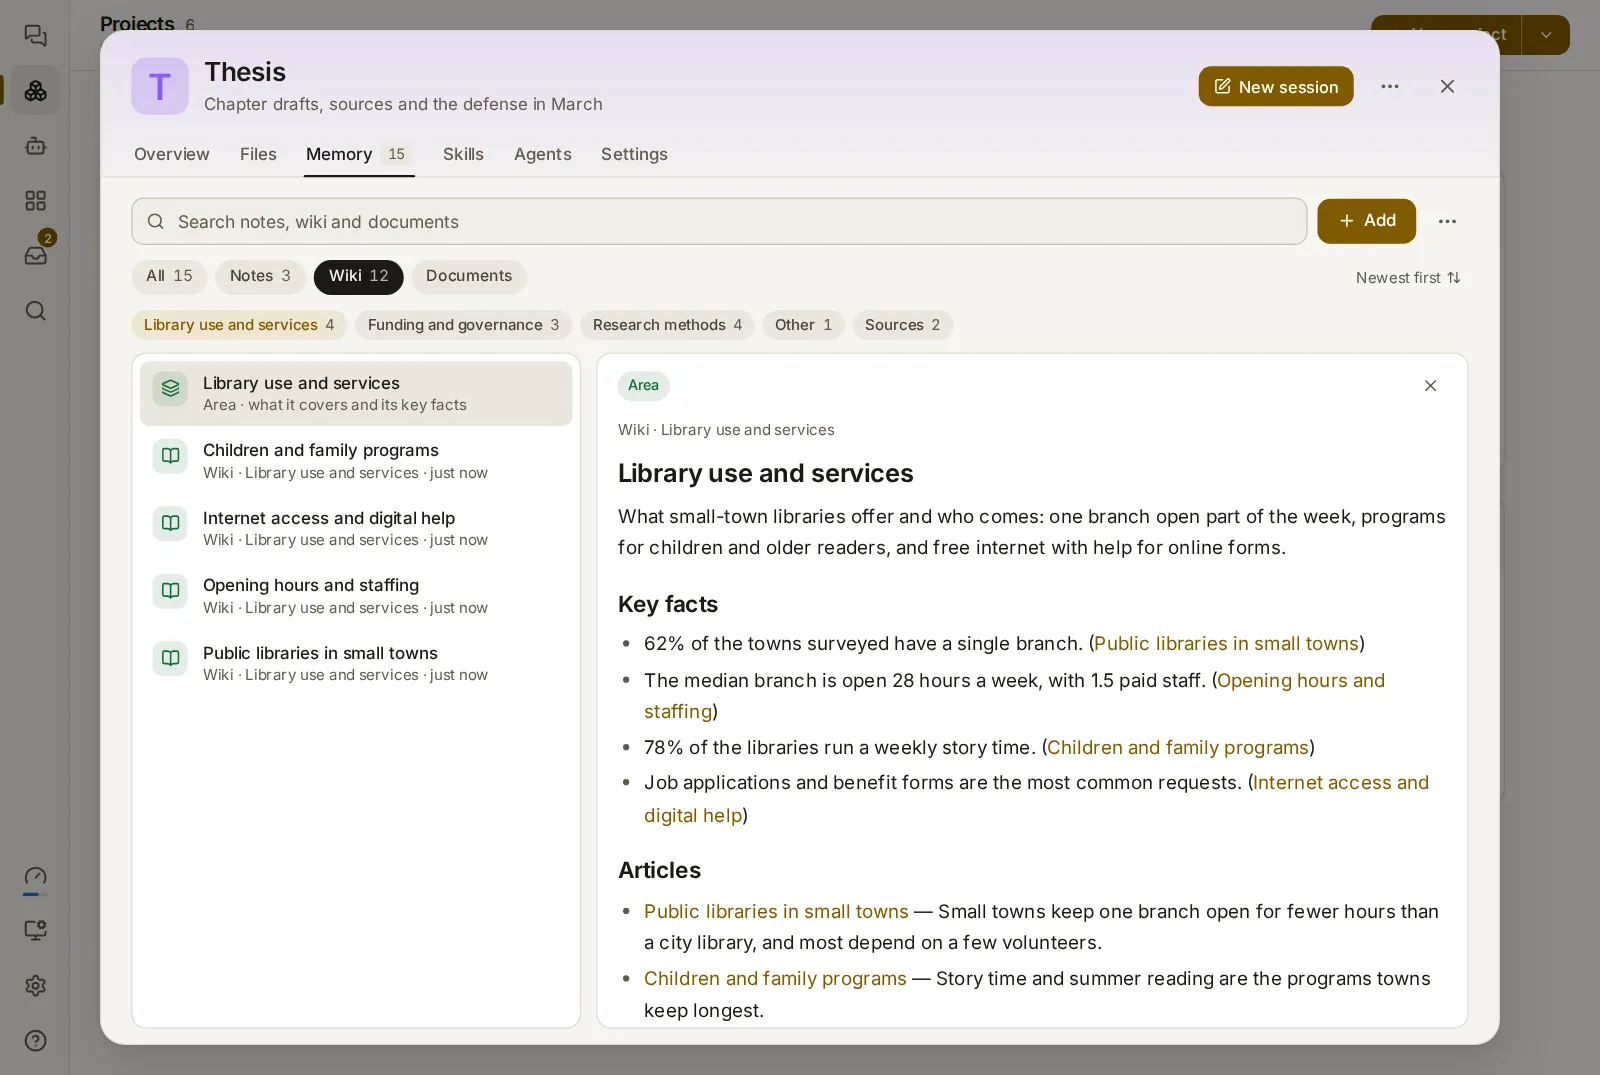 Projects 6
T
Thesis
Chapter drafts, sources and the defense in March
New session
Overview
Files
Memory 15
Skills
Agents
Settings
Search notes, wiki and documents
+ Add
All 15
Notes 3
Wiki 12
Documents
Newest first
Library use and services 4
Funding and governance 3
Research methods 4
Other 1
Sources 2
2
Library use and services
Area · what it covers and its key facts
Children and family programs
Wiki · Library use and services · just now
Internet access and digital help
Wiki · Library use and services · just now
Opening hours and staffing
Wiki · Library use and services · just now
Public libraries in small towns
Wiki · Library use and services · just now
Area
Wiki · Library use and services
Library use and services
What small-town libraries offer and who comes: one branch open part of the week, programs
for children and older readers, and free internet with help for online forms.
Key facts
• 62% of the towns surveyed have a single branch. (Public libraries in small towns)
• The median branch is open 28 hours a week, with 1.5 paid staff. (Opening hours and
staffing)
• 78% of the libraries run a weekly story time. (Children and family programs)
• Job applications and benefit forms are the most common requests. (Internet access and
digital help)
Articles
• Public libraries in small towns — Small towns keep one branch open for fewer hours than
a city library, and most depend on a few volunteers.
• Children and family programs — Story time and summer reading are the programs towns
keep longest.